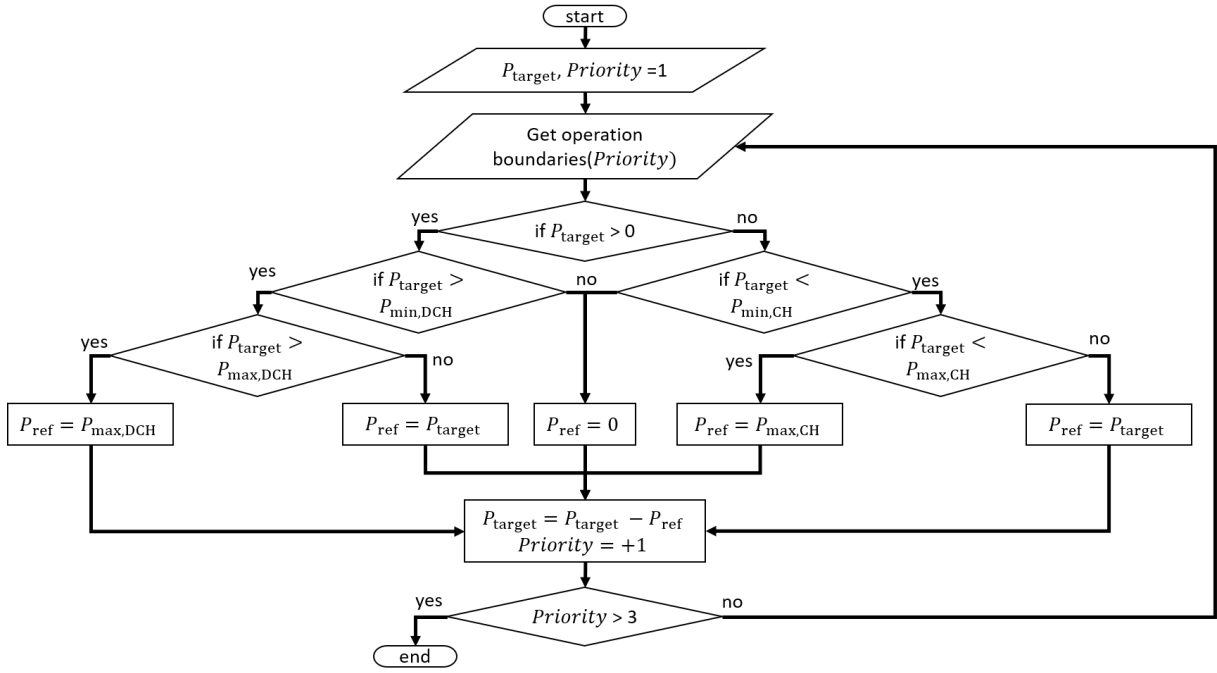 start
P_target, Priority =1
Get operation
boundaries(Priority)
yes
no
if P_target > 0
yes
if P_target >
P_min,DCH
no
if P_target <
P_min,CH
yes
yes
if P_target >
P_max,DCH
no
yes
if P_target <
P_max,CH
no
P_ref = P_max,DCH
P_ref = P_target
P_ref = 0
P_ref = P_max,CH
P_ref = P_target
P_target = P_target − P_ref
Priority = +1
yes
Priority > 3
no
end